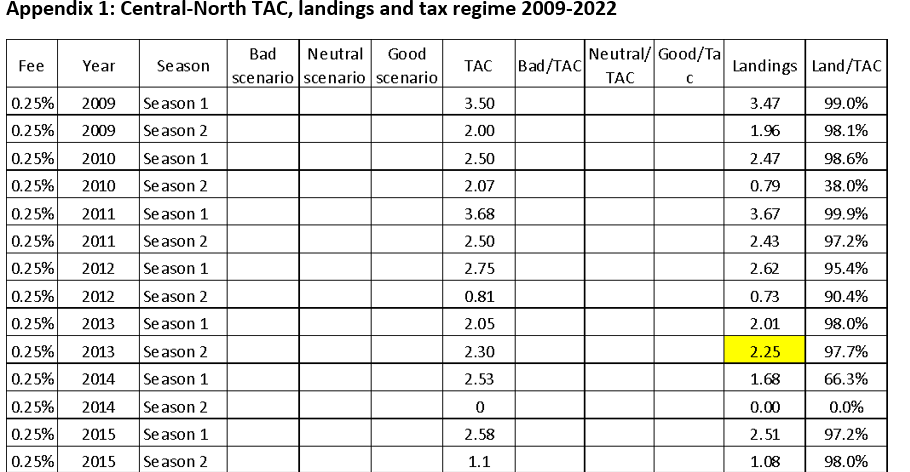 Appendix 1: Central-North TAC, landings and tax regime 2009-2022
Fee Year Season Bad scenario Neutral scenario Good scenario TAC Bad/TAC Neutral/ TAC Good/Ta c Landings Land/TAC
0.25% 2009 Season 1 3.50 3.47 99.0%
0.25% 2009 Season 2 2.00 1.96 98.1%
0.25% 2010 Season 1 2.50 2.47 98.6%
0.25% 2010 Season 2 2.07 0.79 38.0%
0.25% 2011 Season 1 3.68 3.67 99.9%
0.25% 2011 Season 2 2.50 2.43 97.2%
0.25% 2012 Season 1 2.75 2.62 95.4%
0.25% 2012 Season 2 0.81 0.73 90.4%
0.25% 2013 Season 1 2.05 2.01 98.0%
0.25% 2013 Season 2 2.30 2.25 97.7%
0.25% 2014 Season 1 2.53 1.68 66.3%
0.25% 2014 Season 2 0 0.00 0.0%
0.25% 2015 Season 1 2.58 2.51 97.2%
0.25% 2015 Season 2 1.1 1.08 98.0%